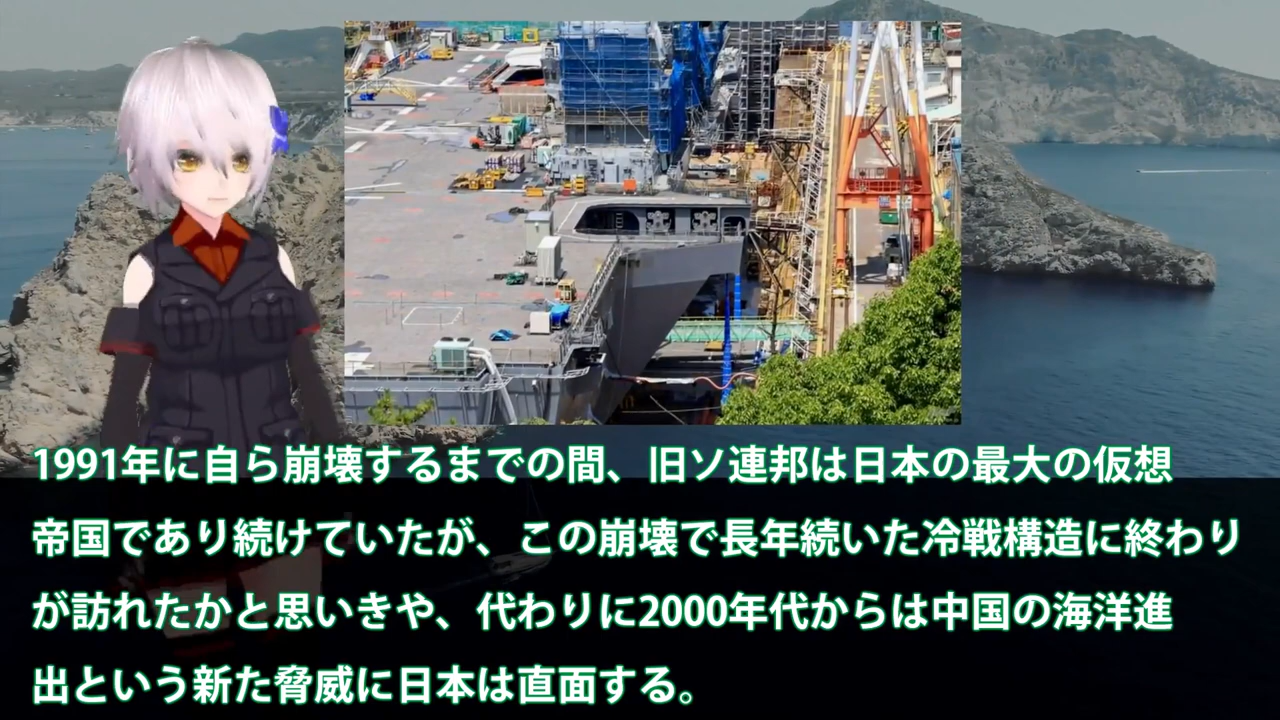 1991年に自ら崩壊するまでの間、旧ソ連邦は日本の最大の仮想
帝国であり続けていたが、この崩壊で長年続いた冷戦構造に終わり
が訪れたかと思いきや、代わりに2000年代からは中国の海洋進
出という新た脅威に日本は直面する。